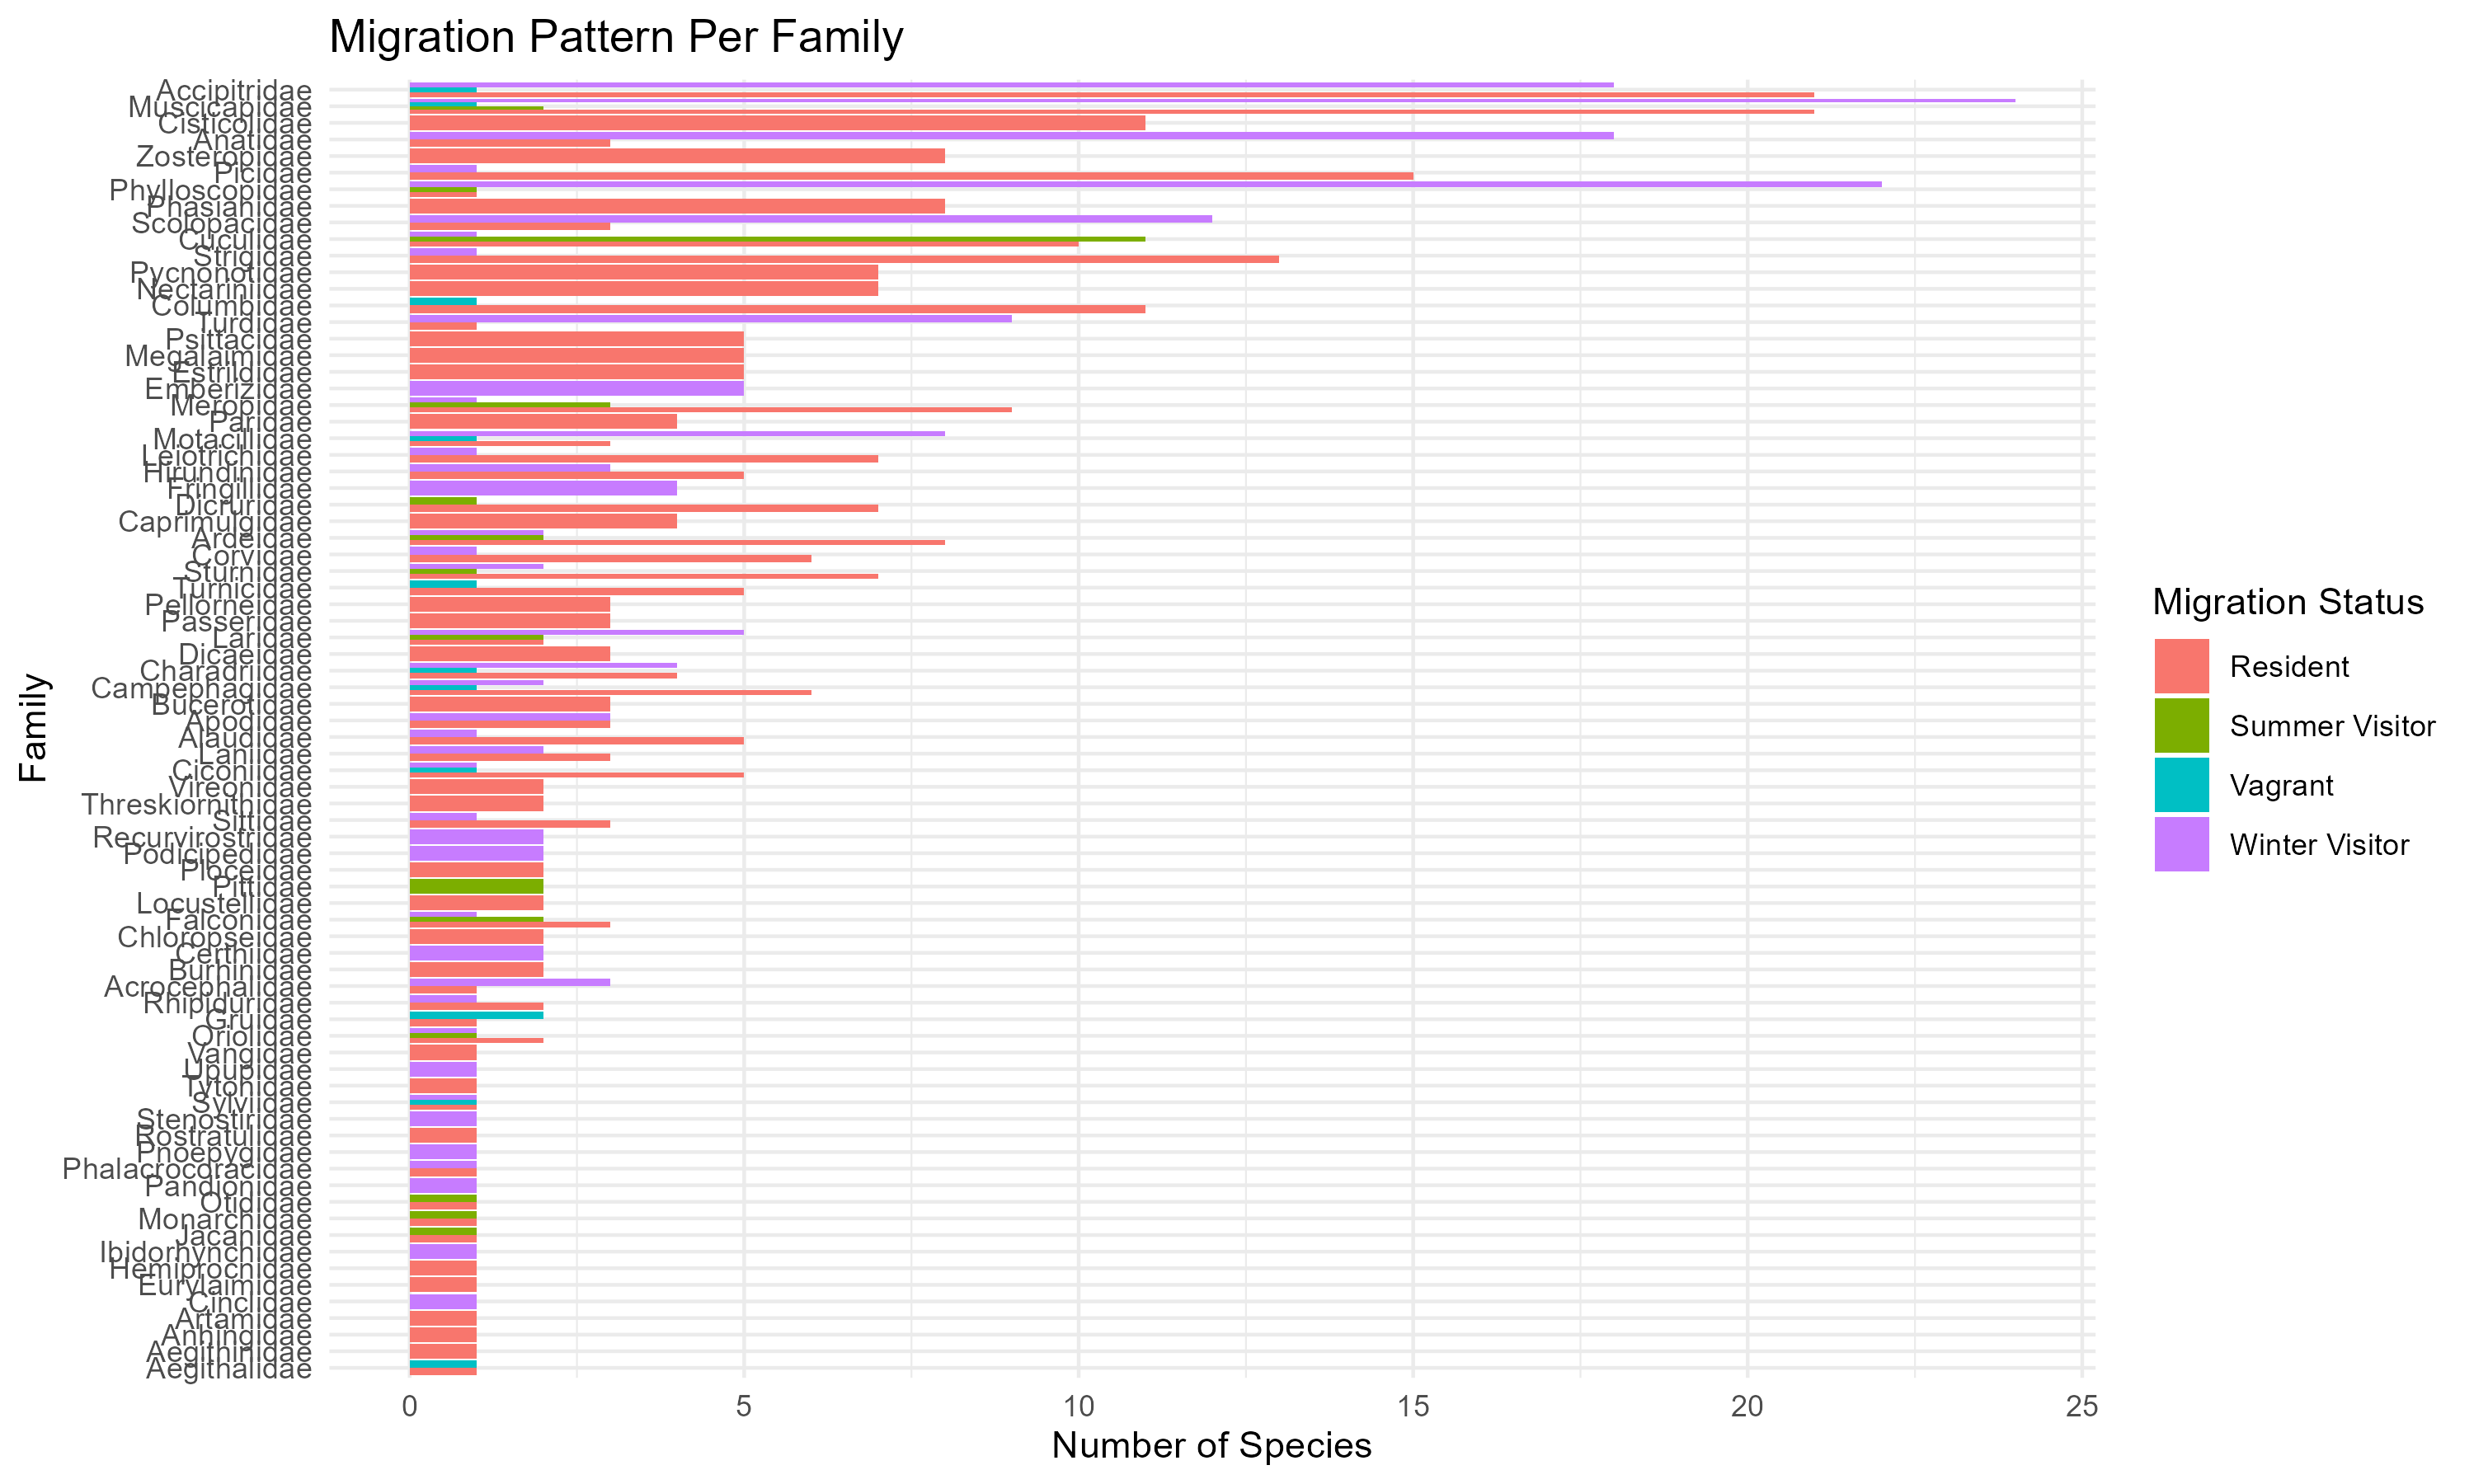 Migration Pattern Per Family
Accipitridae
Muscicapidae
Cisticolidae
Anatidae
Zosteropidae
Picidae
Phylloscopidae
Phasianidae
Scolopacidae
Cuculidae
Strigidae
Pycnonotidae
Nectariniidae
Columbidae
Turdidae
Psittacidae
Megalaimidae
Estrildidae
Emberizidae
Meropidae
Paridae
Motacillidae
Leiotrichidae
Hirundinidae
Fringillidae
Dicruridae
Caprimulgidae
Ardeidae
Corvidae
Sturnidae
Turnicidae
Pellorneidae
Passeridae
Laridae
Dicaeidae
Charadriidae
Campephagidae
Bucerotidae
Apodidae
Alaudidae
Laniidae
Ciconiidae
Vireonidae
Threskiornithidae
Sittidae
Recurvirostridae
Podicipedidae
Ploceidae
Pittidae
Locustellidae
Falconidae
Chloropseidae
Certhiidae
Burhinidae
Acrocephalidae
Rhipiduridae
Gruidae
Oriolidae
Vangidae
Upupidae
Tytonidae
Sylviidae
Stenostiridae
Rostratulidae
Pnoepygidae
Phalacrocoracidae
Pandionidae
Otididae
Monarchidae
Jacanidae
Ibidorhynchidae
Hemiprocnidae
Eurylaimidae
Cinclidae
Artamidae
Anhingidae
Aegithinidae
Aegithalidae
Family
0 5 10 15 20 25
Number of Species
Migration Status
Resident
Summer Visitor
Vagrant
Winter Visitor